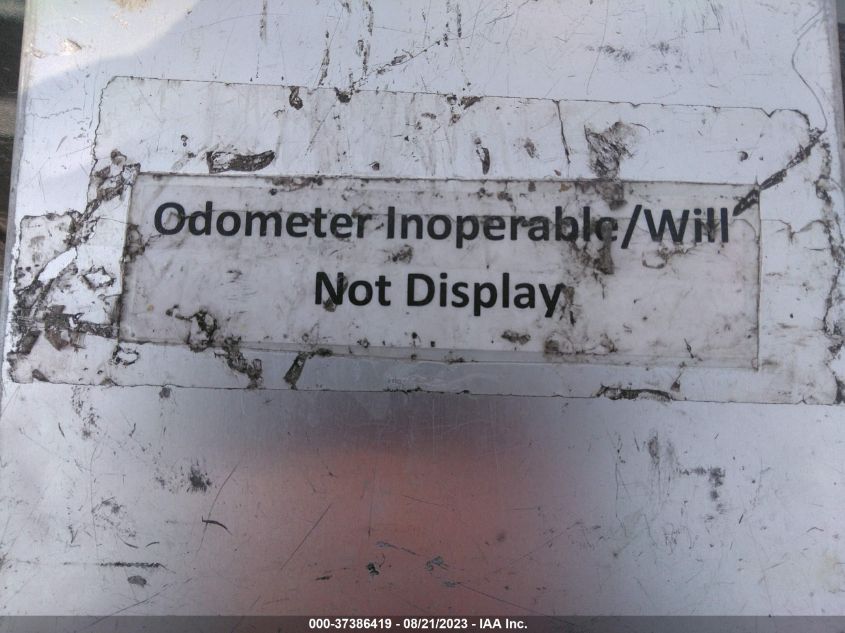 Odometer Inoperable/Will
Not Display
000-37386419 - 08/21/2023 - IAA Inc.